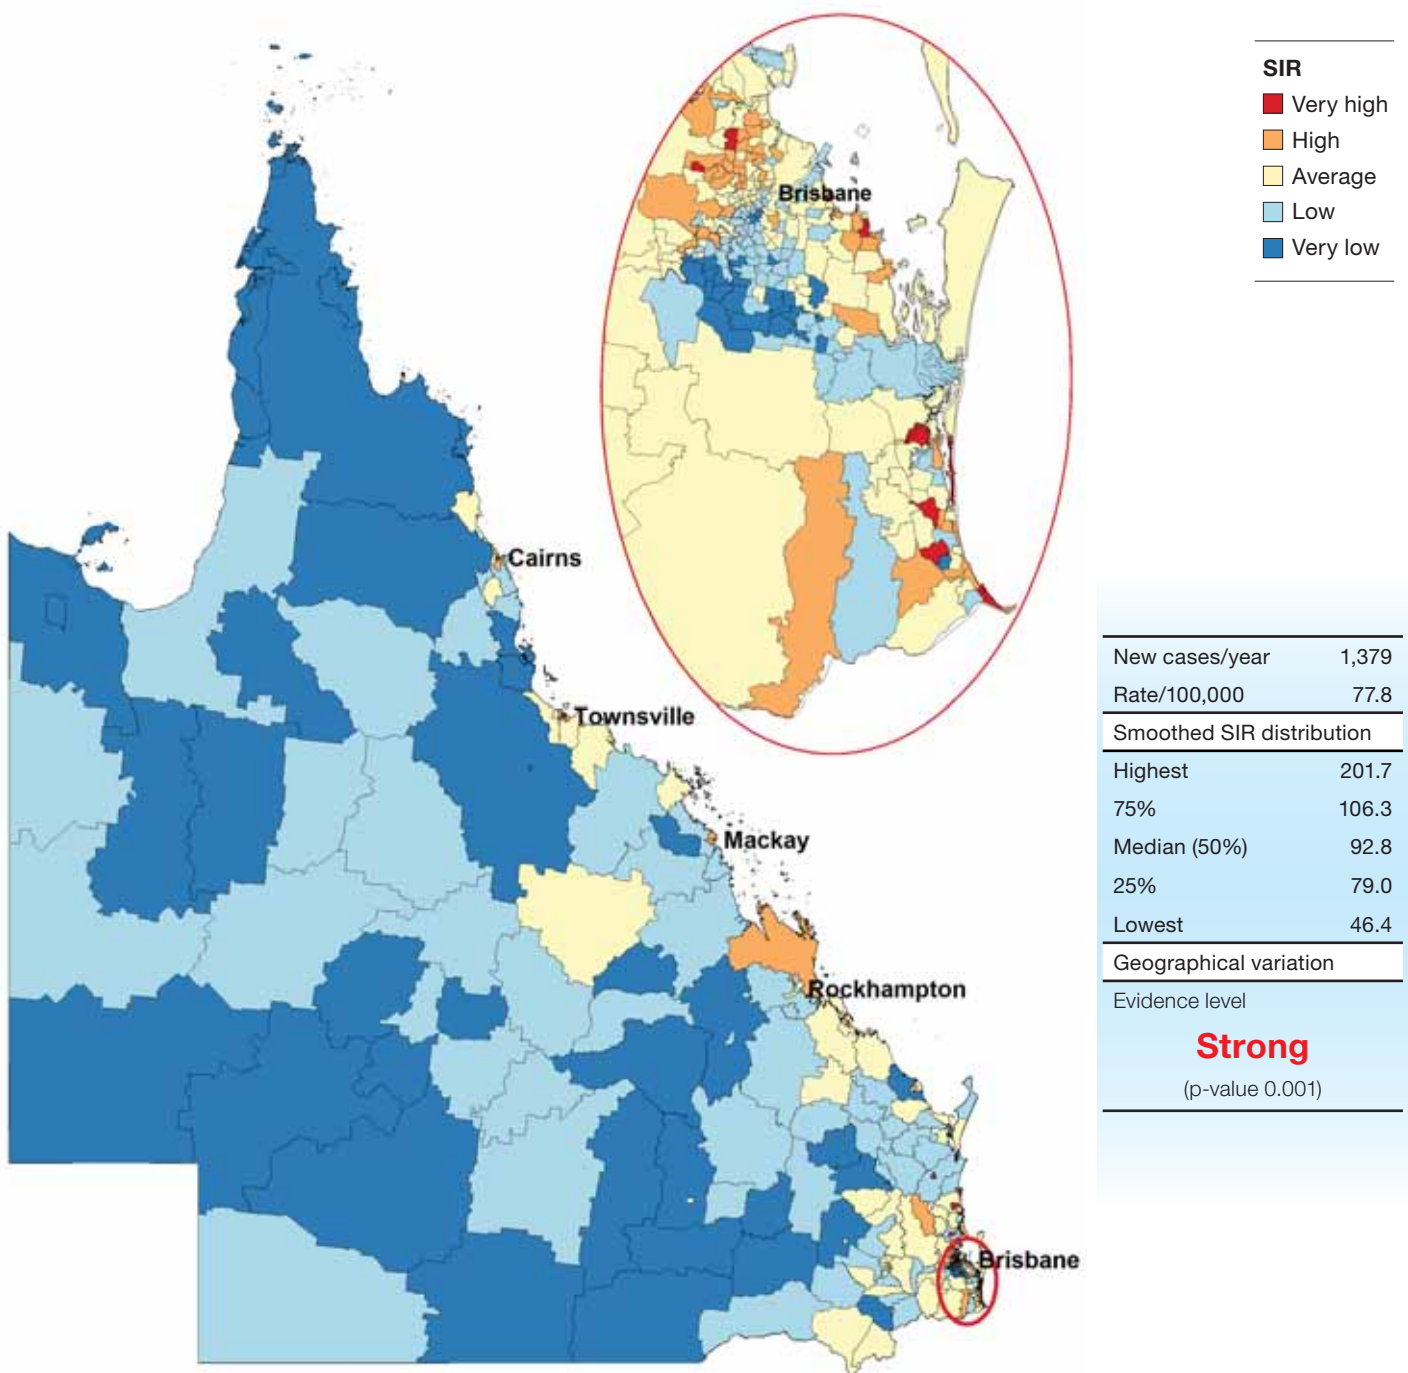 SIR
Very high
High
Average
Low
Very low
Brisbane
Cairns
Townsville
Mackay
Rockhampton
Brisbane
New cases/year 1,379
Rate/100,000 77.8
Smoothed SIR distribution
Highest 201.7
75% 106.3
Median (50%) 92.8
25% 79.0
Lowest 46.4
Geographical variation
Evidence level
Strong
(p-value 0.001)